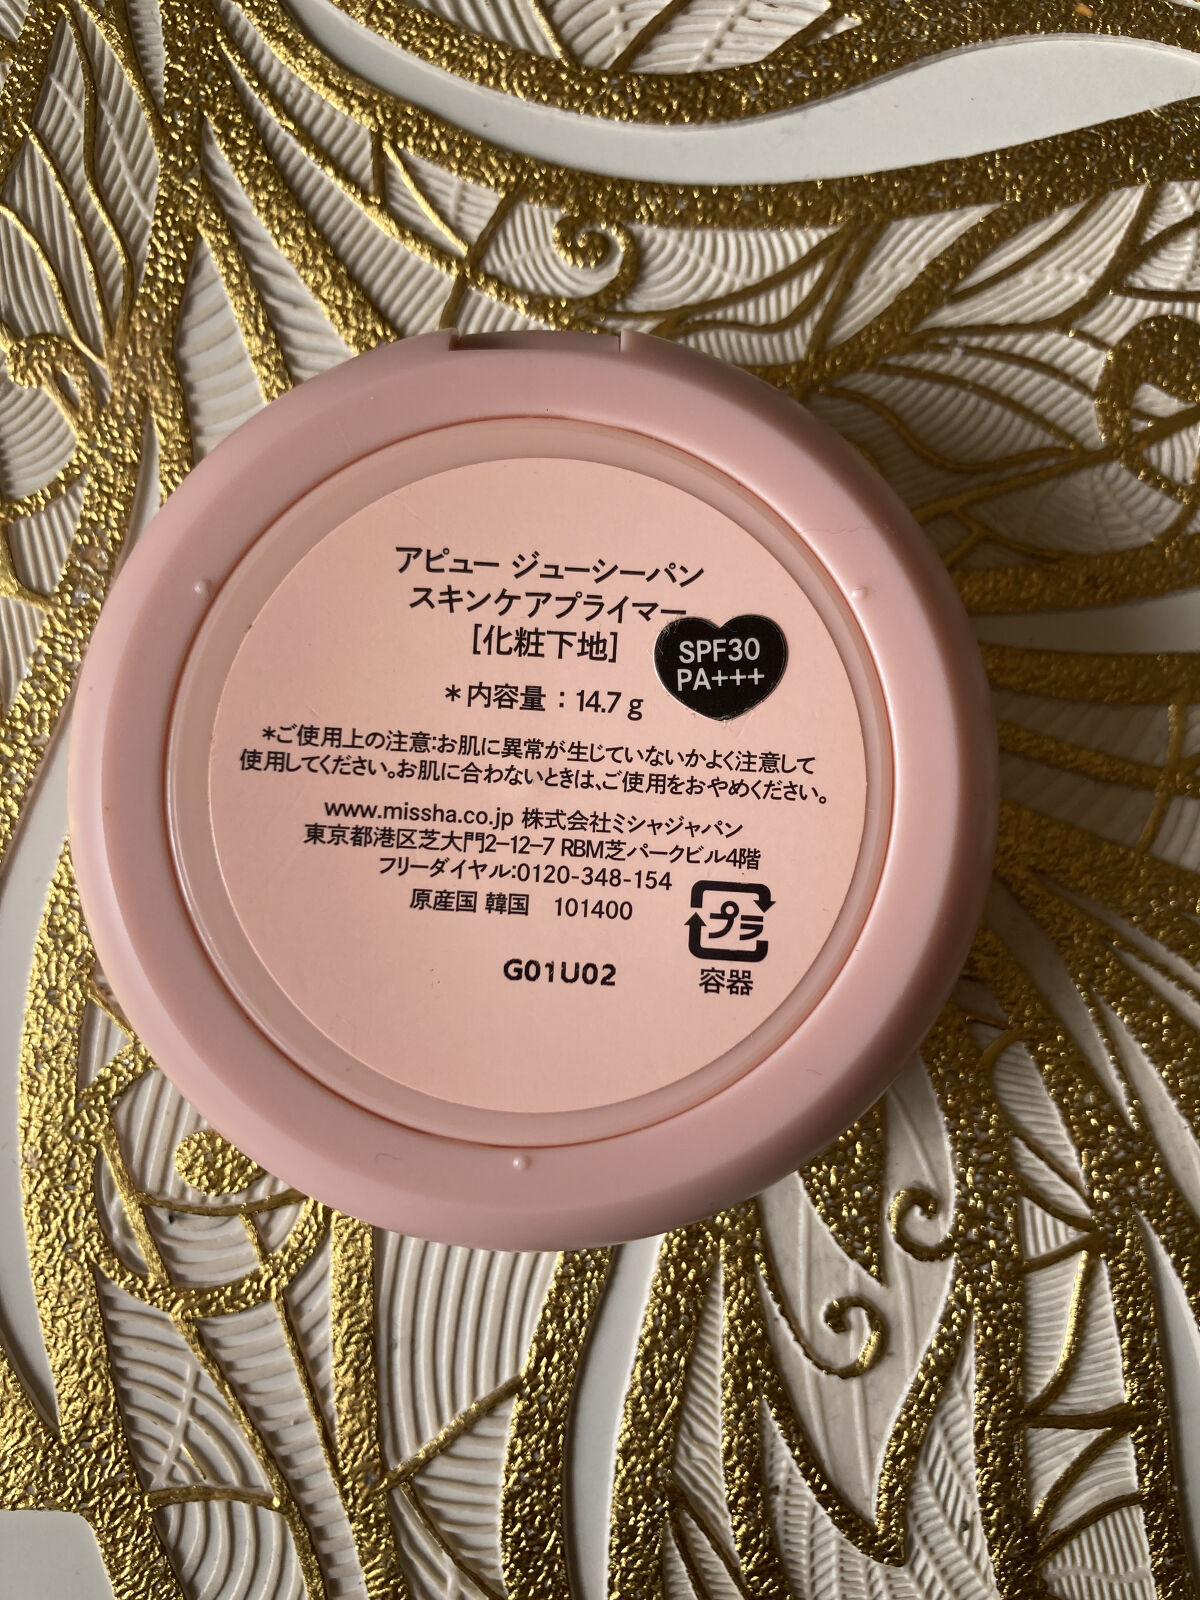 アピュー ジューシーパン
スキンケアプライマー
[化粧下地]
SPF30
PA+++
＊内容量：14.7 g
＊ご使用上の注意:お肌に異常が生じていないかよく注意して
使用してください。お肌に合わないときは、ご使用をおやめください。
www.missha.co.jp 株式会社ミシャジャパン
東京都港区芝大門2-12-7 RBM芝パークビル4階
フリーダイヤル:0120-348-154
原産国 韓国 101400
プラ
容器
G01U02